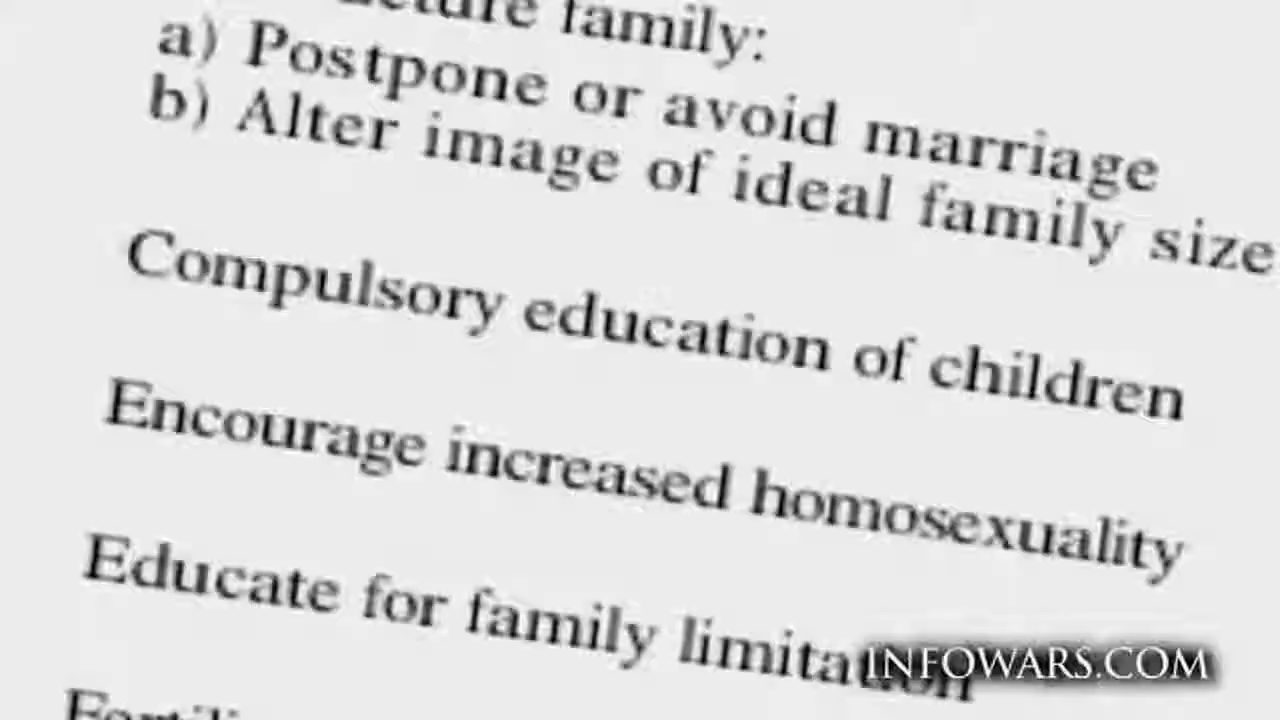 family:
a) Postpone or avoid marriage
b) Alter image of ideal family size
Compulsory education of children
Encourage increased homosexuality
Educate for family limitation
INFOWARS.COM